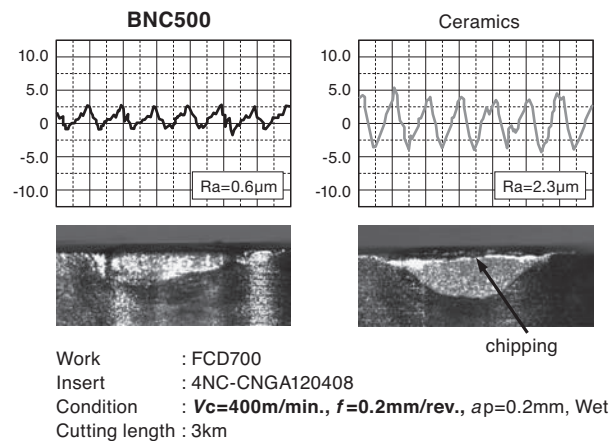 BNC500
Ceramics
10.0
5.0
0
-5.0
-10.0
Ra=0.6µm
10.0
5.0
0
-5.0
-10.0
Ra=2.3µm
chipping
Work : FCD700
Insert : 4NC-CNGA120408
Condition : Vc=400m/min., f=0.2mm/rev., ap=0.2mm, Wet
Cutting length : 3km